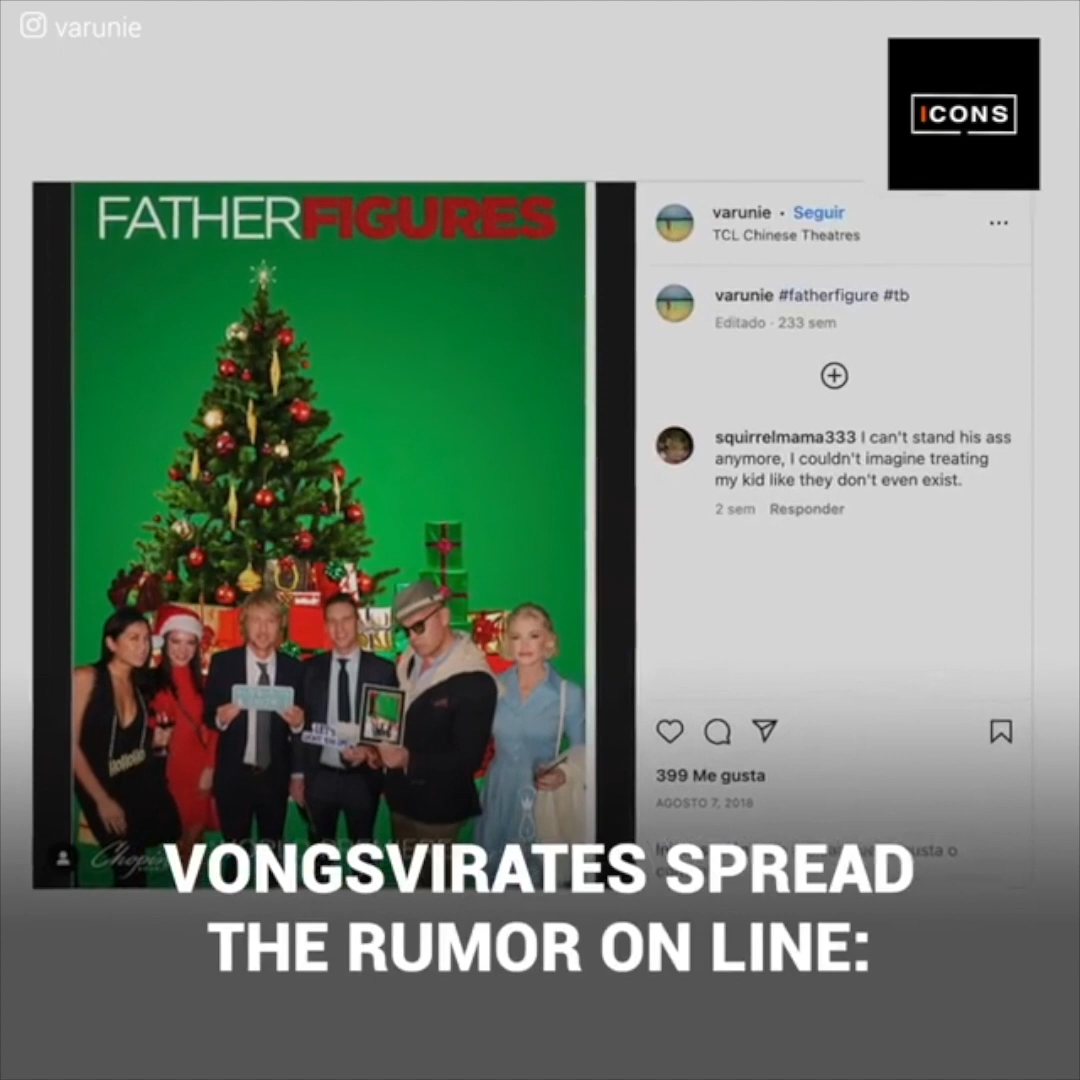 varunie
ICONS
FATHERFIGURES
varunie • Seguir
TCL Chinese Theatres
varunie #fatherfigure #tb
Editado · 233 sem
squirrelmama333 I can't stand his ass
anymore, I couldn't imagine treating
my kid like they don't even exist.
2 sem Responder
399 Me gusta
AGOSTO 7, 2018
VONGSVIRATES SPREAD
THE RUMOR ON LINE: